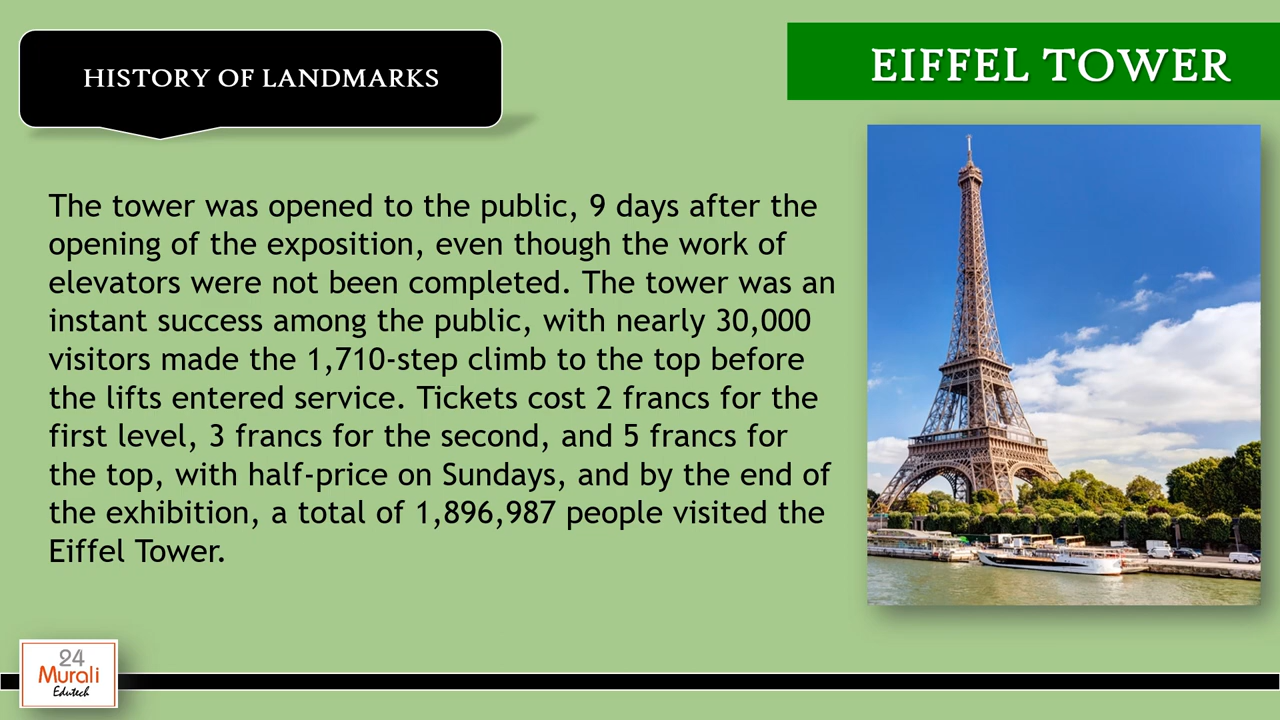 HISTORY OF LANDMARKS
EIFFEL TOWER
The tower was opened to the public, 9 days after the
opening of the exposition, even though the work of
elevators were not been completed. The tower was an
instant success among the public, with nearly 30,000
visitors made the 1,710-step climb to the top before
the lifts entered service. Tickets cost 2 francs for the
first level, 3 francs for the second, and 5 francs for
the top, with half-price on Sundays, and by the end of
the exhibition, a total of 1,896,987 people visited the
Eiffel Tower.
24
Murali
Edutech